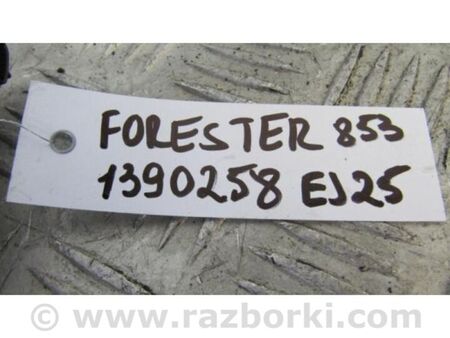 FORESTER 853
1390258 EJ25
© www.razborki.com